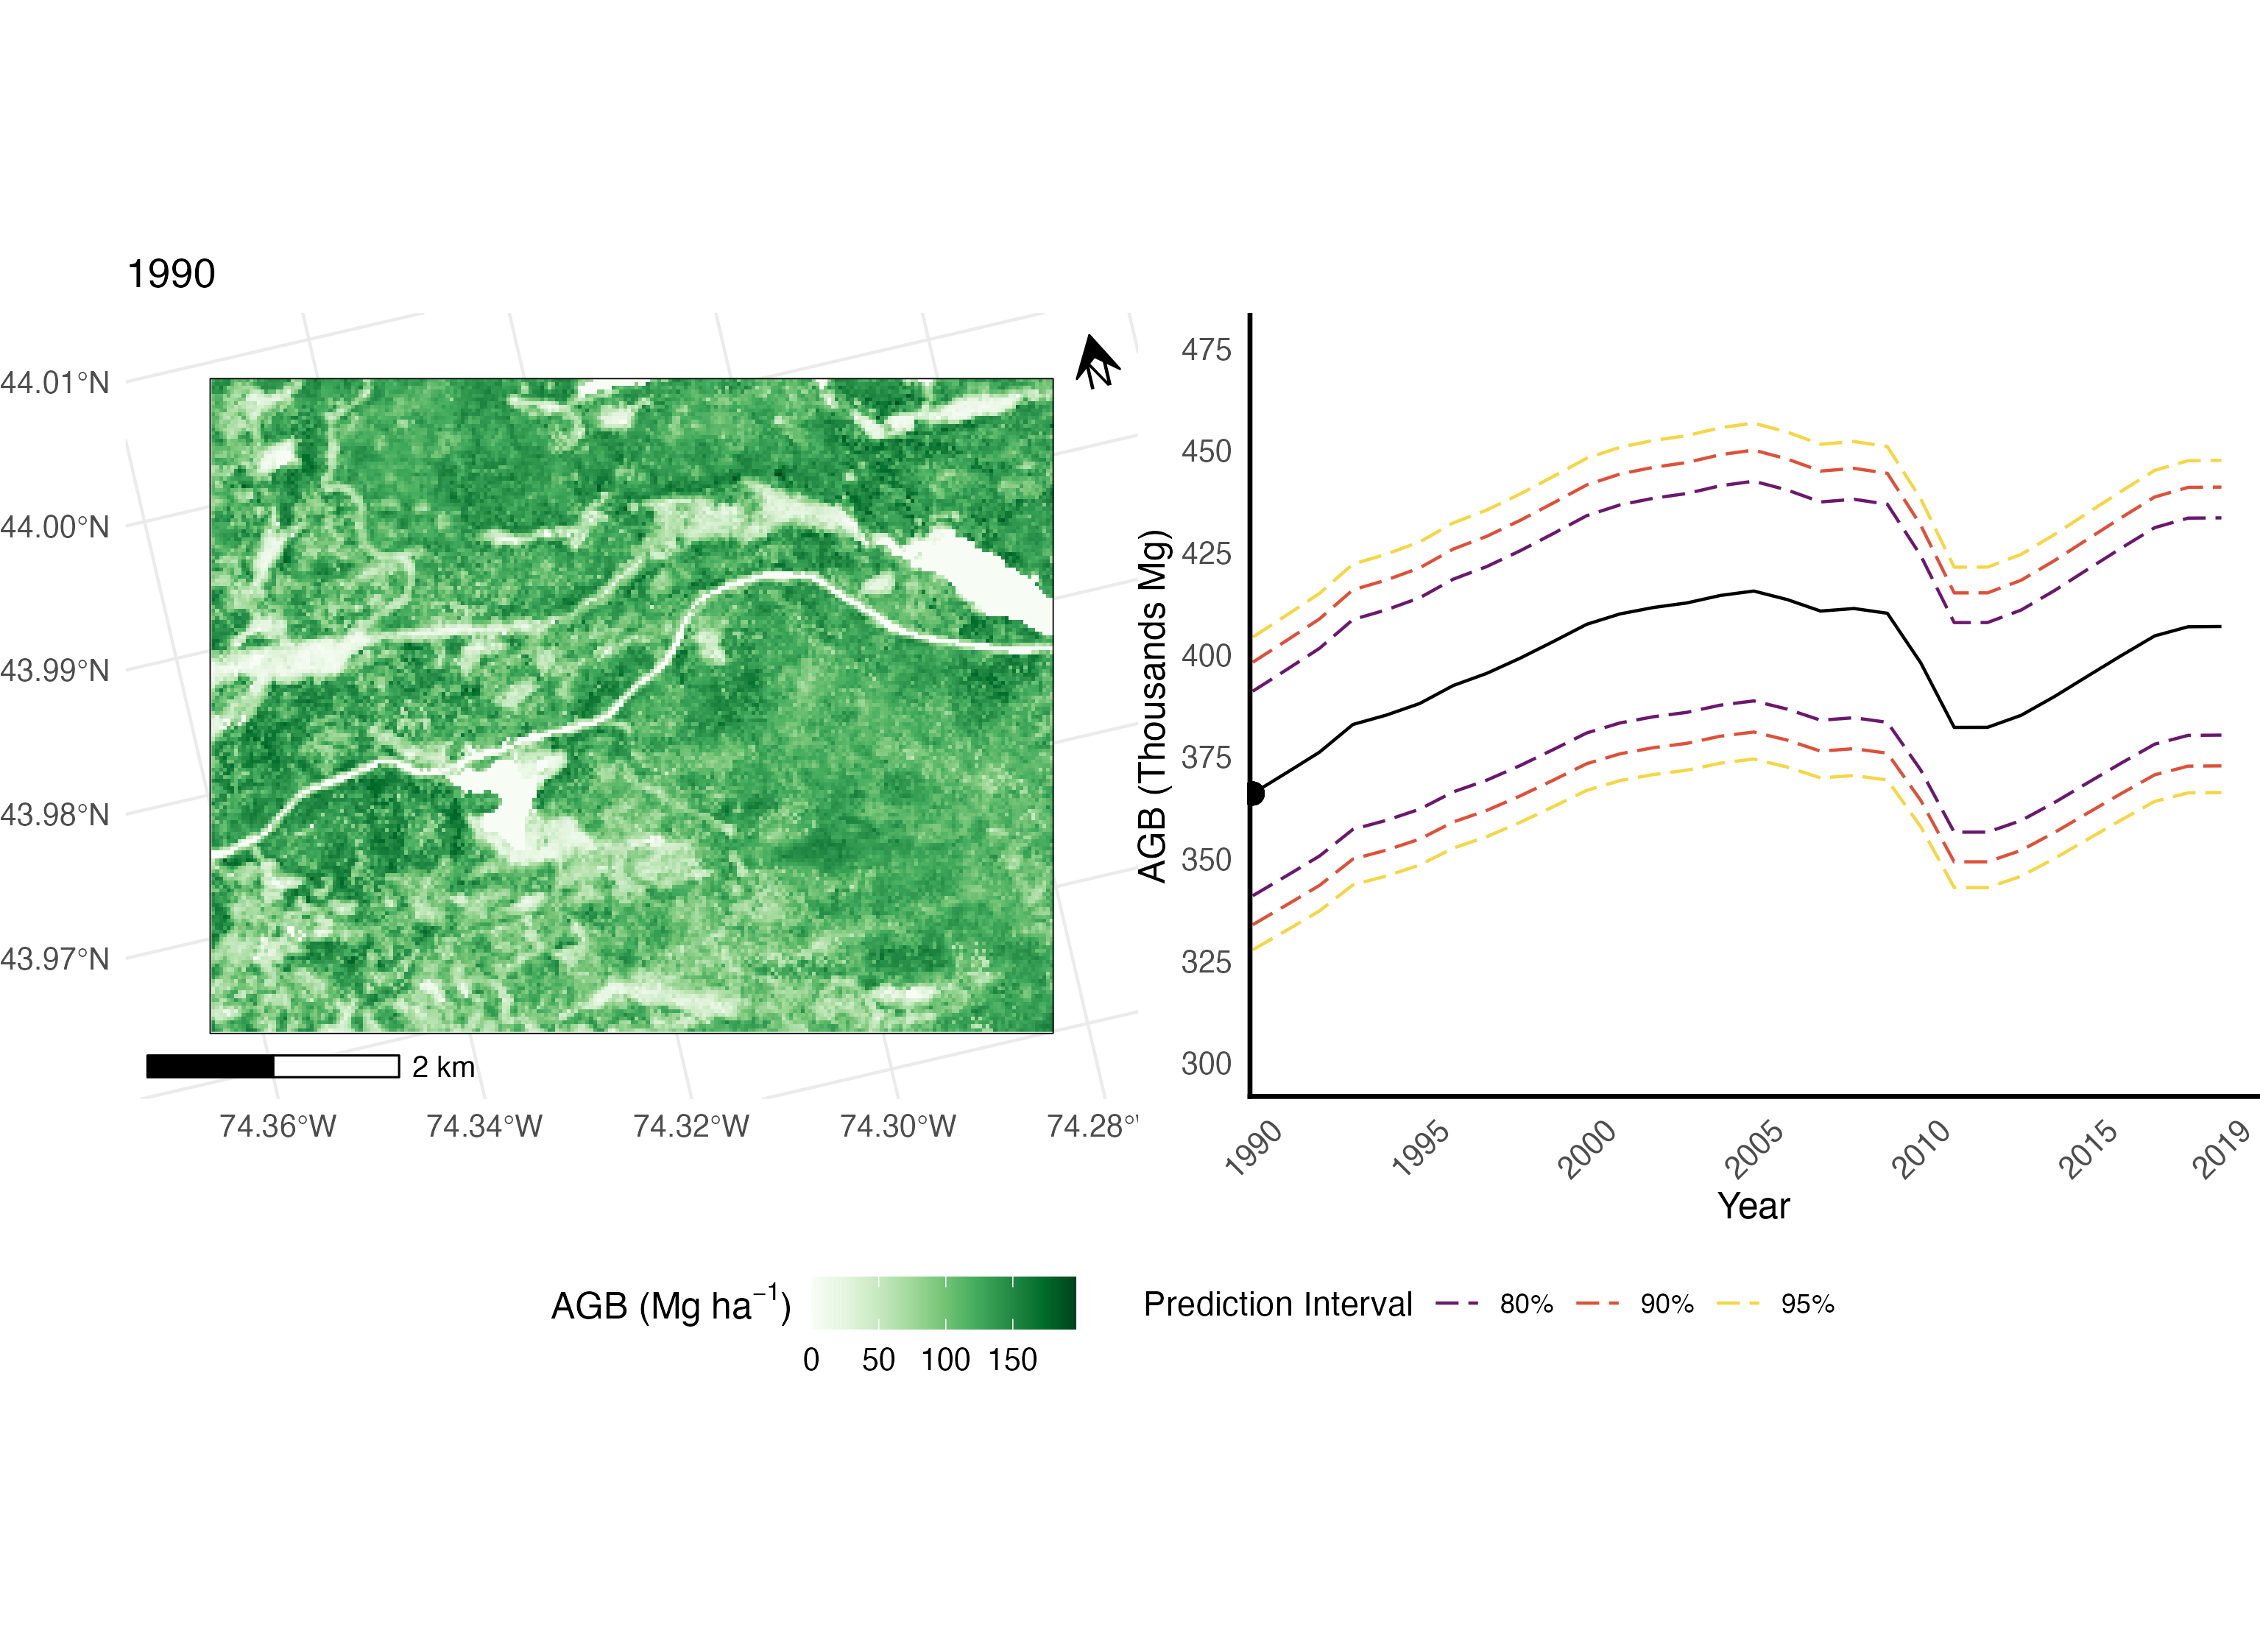 1990
44.01°N
44.00°N
43.99°N
43.98°N
43.97°N
N
2 km
74.36°W
74.34°W
74.32°W
74.30°W
74.28°
AGB (Thousands Mg)
475
450
425
400
375
350
325
300
1990
1995
2000
2005
2010
2015
2019
Year
AGB (Mg ha⁻¹)
0 50 100 150
Prediction Interval 80% 90% 95%